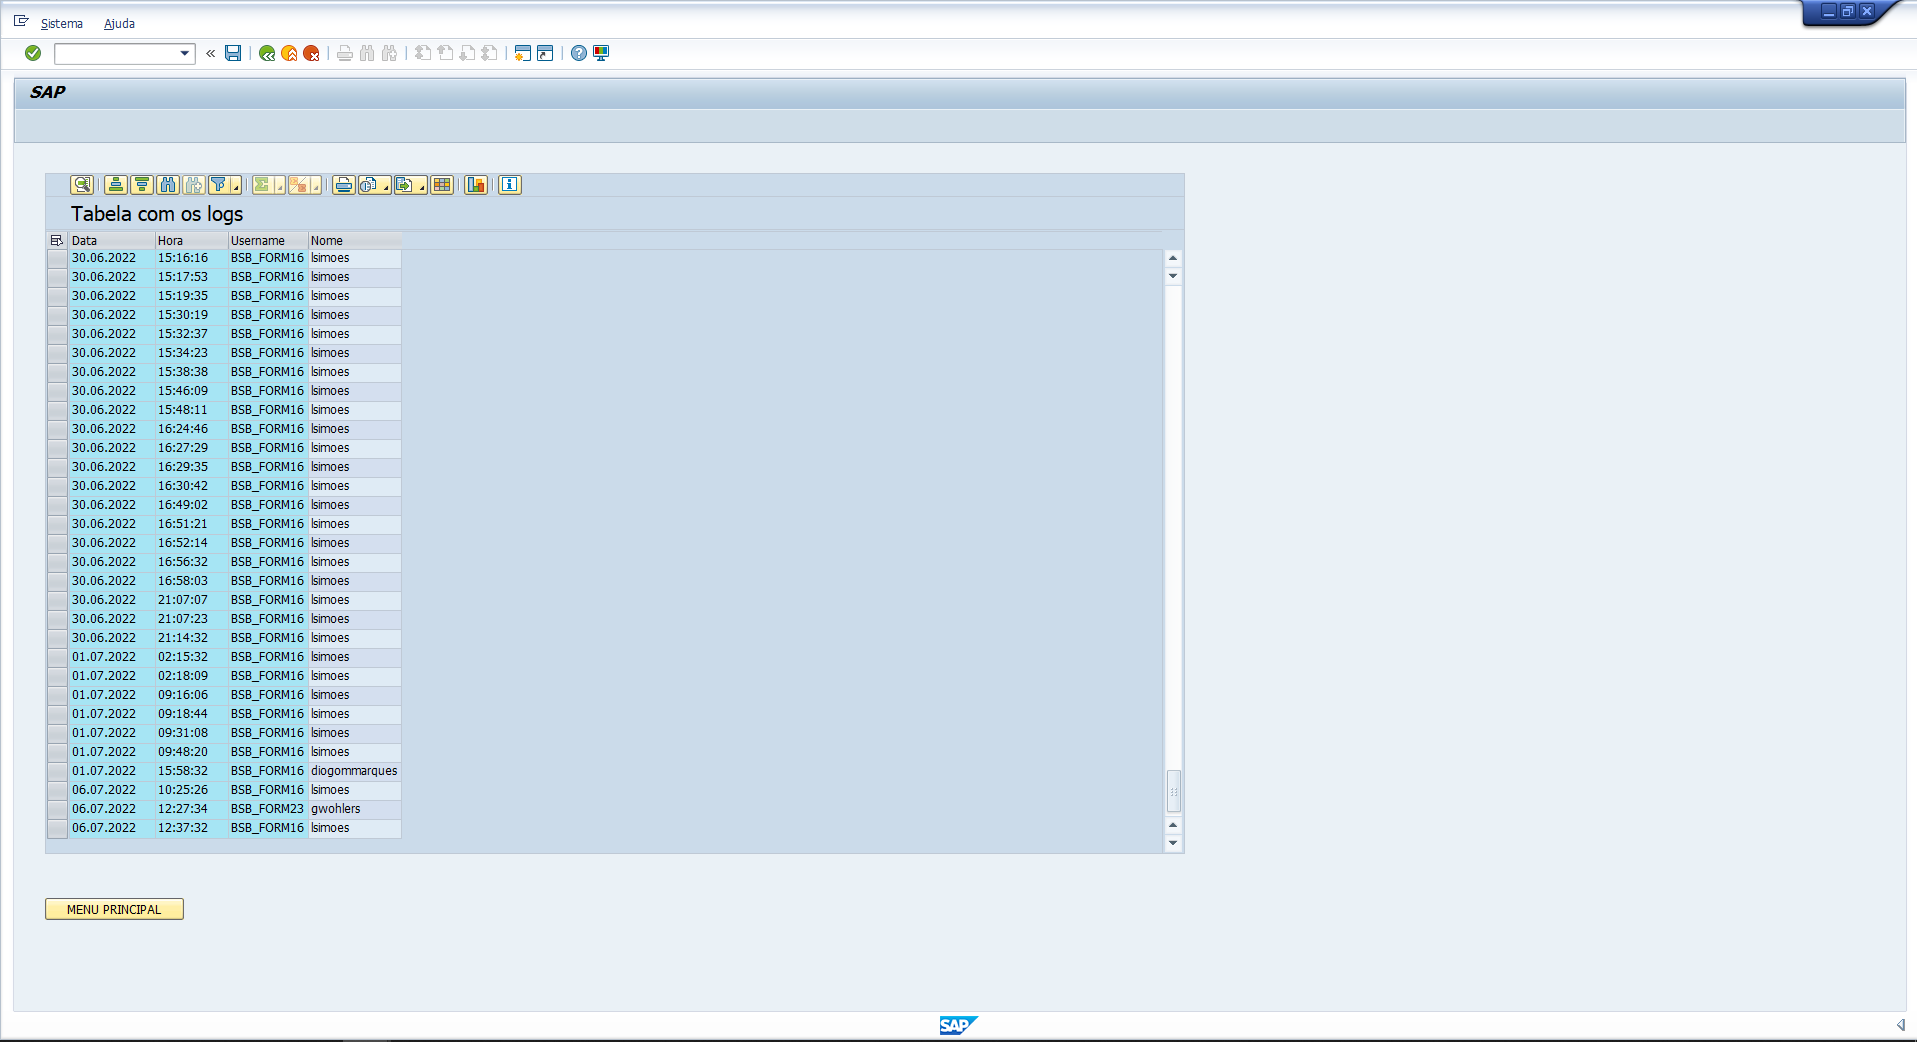 Sistema Ajuda
SAP
Tabela com os logs
Data Hora Username Nome
30.06.2022 15:16:16 BSB_FORM16 lsimoes
30.06.2022 15:17:53 BSB_FORM16 lsimoes
30.06.2022 15:19:35 BSB_FORM16 lsimoes
30.06.2022 15:30:19 BSB_FORM16 lsimoes
30.06.2022 15:32:37 BSB_FORM16 lsimoes
30.06.2022 15:34:23 BSB_FORM16 lsimoes
30.06.2022 15:38:38 BSB_FORM16 lsimoes
30.06.2022 15:46:09 BSB_FORM16 lsimoes
30.06.2022 15:48:11 BSB_FORM16 lsimoes
30.06.2022 16:24:46 BSB_FORM16 lsimoes
30.06.2022 16:27:29 BSB_FORM16 lsimoes
30.06.2022 16:29:35 BSB_FORM16 lsimoes
30.06.2022 16:30:42 BSB_FORM16 lsimoes
30.06.2022 16:49:02 BSB_FORM16 lsimoes
30.06.2022 16:51:21 BSB_FORM16 lsimoes
30.06.2022 16:52:14 BSB_FORM16 lsimoes
30.06.2022 16:56:32 BSB_FORM16 lsimoes
30.06.2022 16:58:03 BSB_FORM16 lsimoes
30.06.2022 21:07:07 BSB_FORM16 lsimoes
30.06.2022 21:07:23 BSB_FORM16 lsimoes
30.06.2022 21:14:32 BSB_FORM16 lsimoes
01.07.2022 02:15:32 BSB_FORM16 lsimoes
01.07.2022 02:18:09 BSB_FORM16 lsimoes
01.07.2022 09:16:06 BSB_FORM16 lsimoes
01.07.2022 09:18:44 BSB_FORM16 lsimoes
01.07.2022 09:31:08 BSB_FORM16 lsimoes
01.07.2022 09:48:20 BSB_FORM16 lsimoes
01.07.2022 15:58:32 BSB_FORM16 diogommarques
06.07.2022 10:25:26 BSB_FORM16 lsimoes
06.07.2022 12:27:34 BSB_FORM23 gwohlers
06.07.2022 12:37:32 BSB_FORM16 lsimoes
MENU PRINCIPAL
SAP